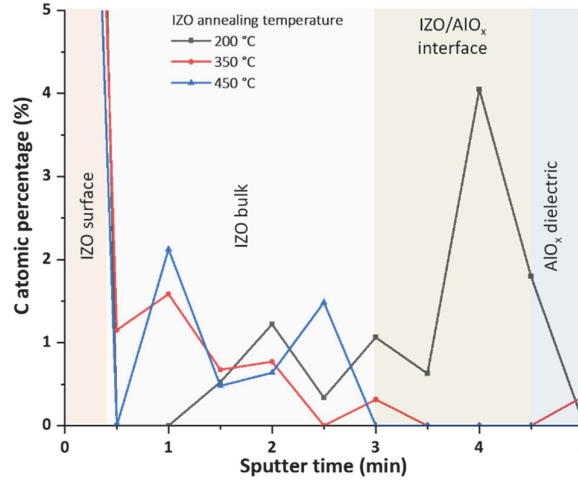 IZO annealing temperature
200 °C
350 °C
450 °C
IZO/AlOₓ
interface
IZO surface
IZO bulk
AlOₓ dielectric
C atomic percentage (%)
5
4
3
2
1
0
0 1 2 3 4
Sputter time (min)